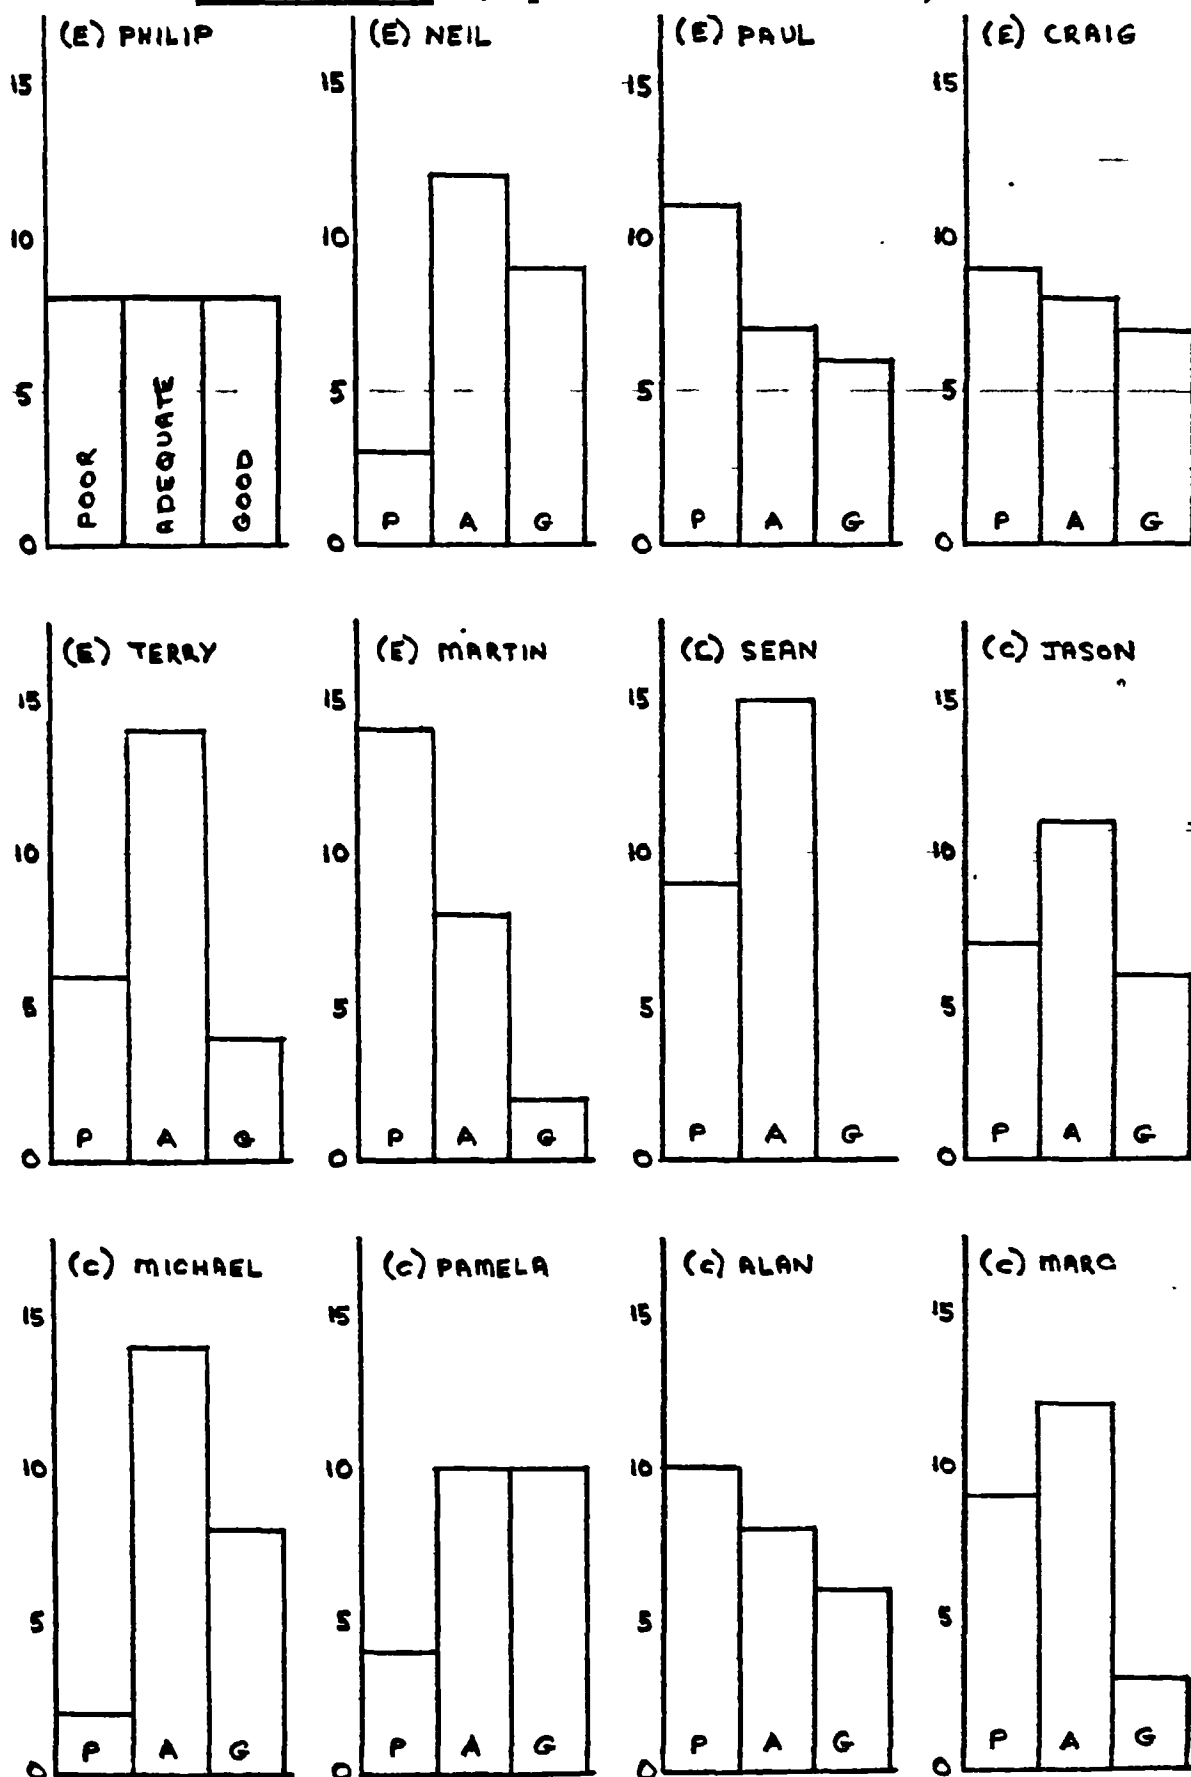 (E) PHILIP
15
10
5
0
POOR
ADEQUATE
GOOD
(E) NEIL
15
10
5
0
P A G
(E) PAUL
15
10
5
0
P A G
(E) CRAIG
15
10
5
0
P A G
(E) TERRY
15
10
5
0
P A G
(E) MARTIN
15
10
5
0
P A G
(C) SEAN
15
10
5
0
P A G
(C) JASON
15
10
5
0
P A G
(C) MICHAEL
15
10
5
0
P A G
(C) PAMELA
15
10
5
0
P A G
(C) ALAN
15
10
5
0
P A G
(C) MARC
15
10
5
0
P A G